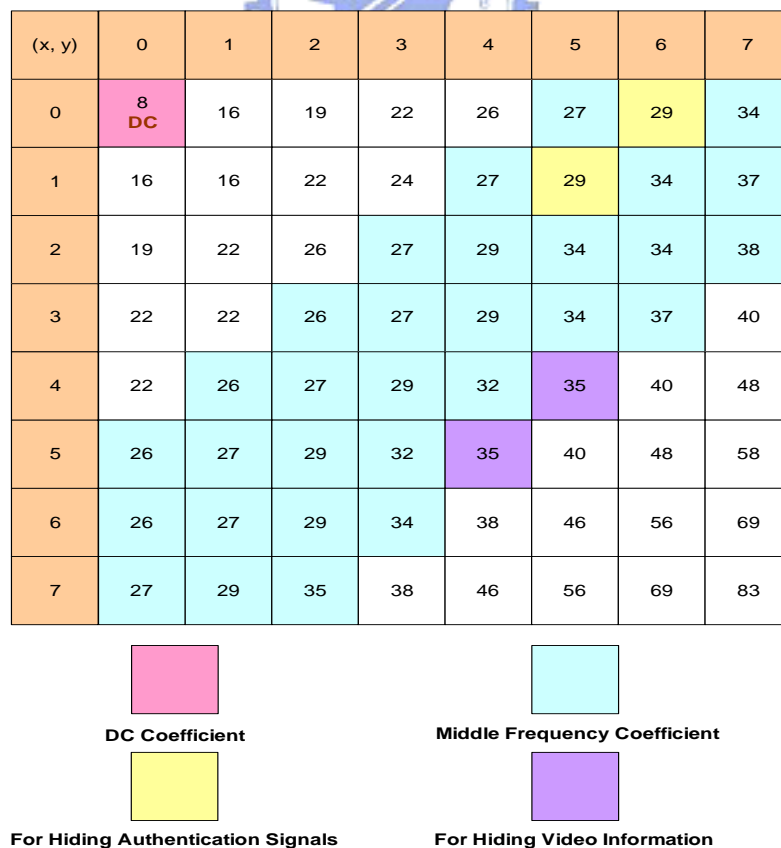 (x, y) 0 1 2 3 4 5 6 7
0 8 16 19 22 26 27 29 34
DC
1 16 16 22 24 27 29 34 37
2 19 22 26 27 29 34 34 38
3 22 22 26 27 29 34 37 40
4 22 26 27 29 32 35 40 48
5 26 27 29 32 35 40 48 58
6 26 27 29 34 38 46 56 69
7 27 29 35 38 46 56 69 83
DC Coefficient Middle Frequency Coefficient
For Hiding Authentication Signals For Hiding Video Information